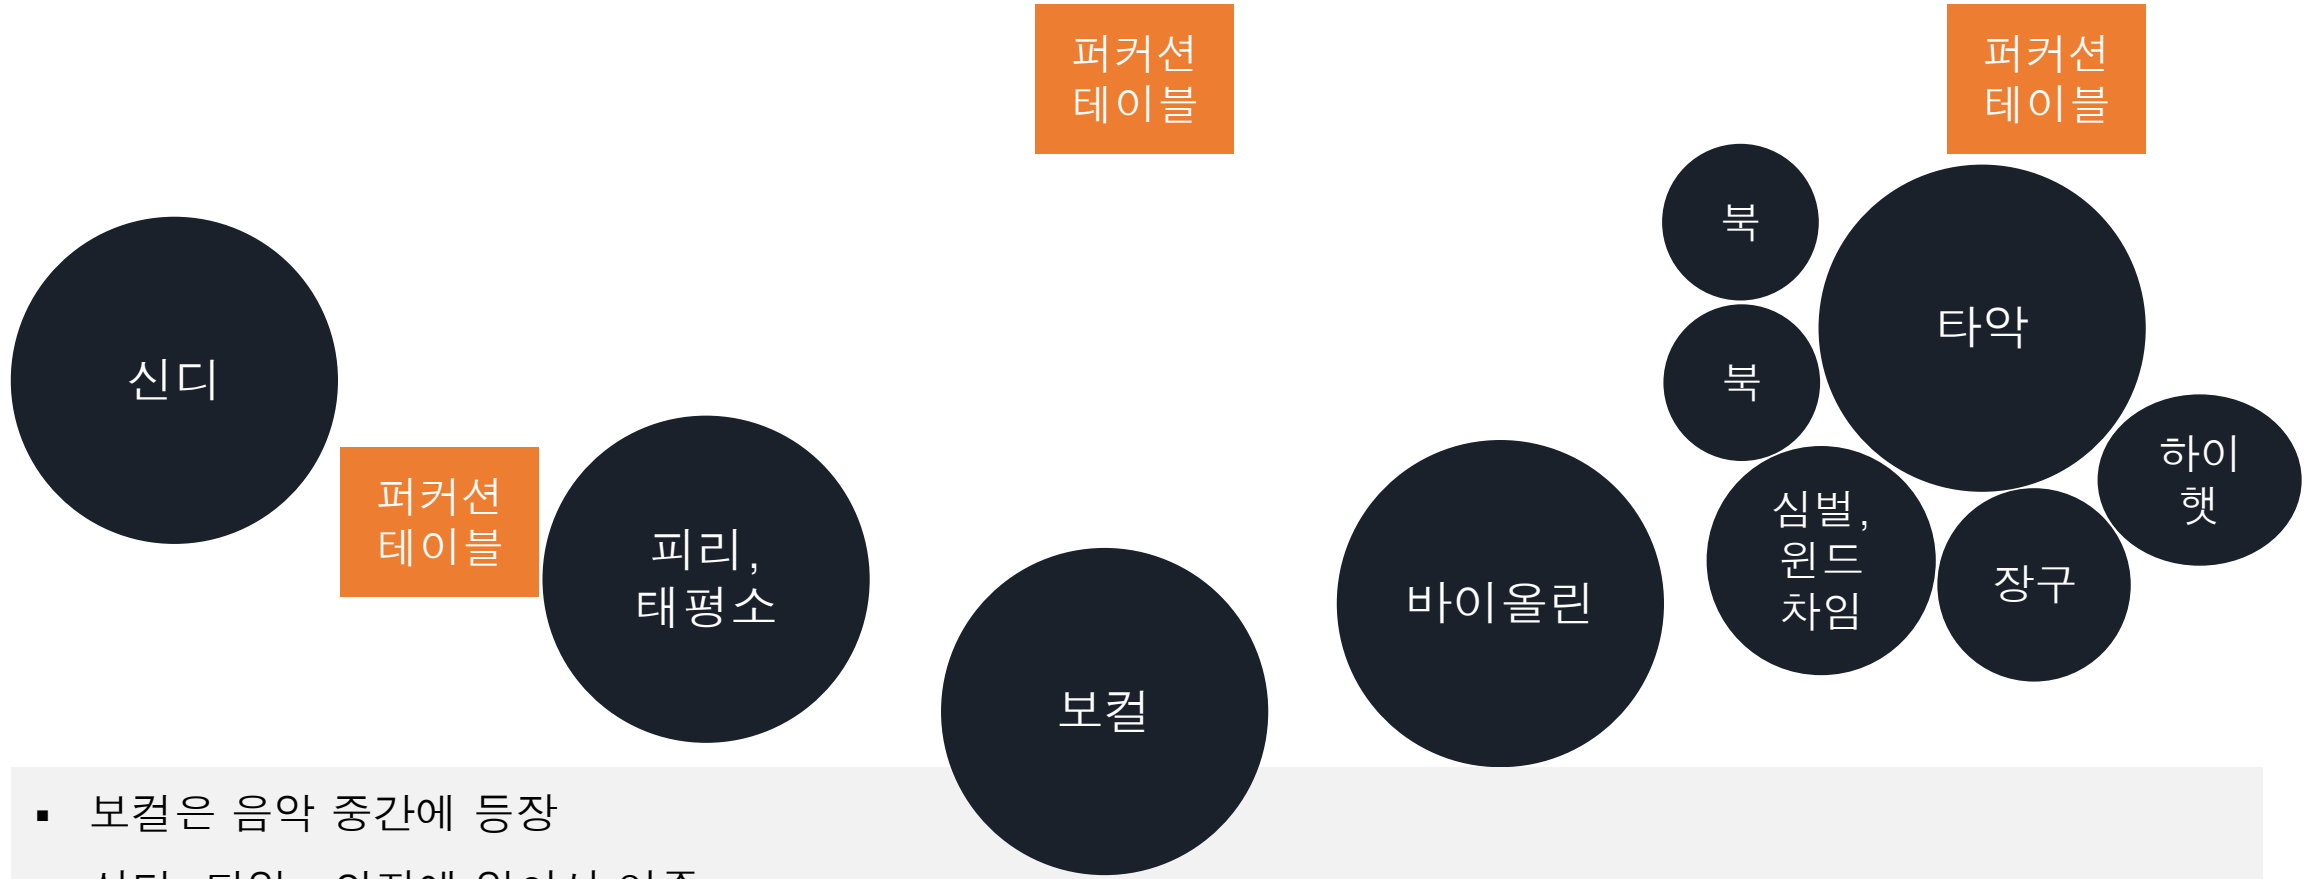 퍼커션
테이블
퍼커션
테이블
북
타악
신디
북
하이
햇
퍼커션
테이블
심벌,
윈드
차임
피리,
태평소
장구
바이올린
보컬
▪ 보컬은 음악 중간에 등장